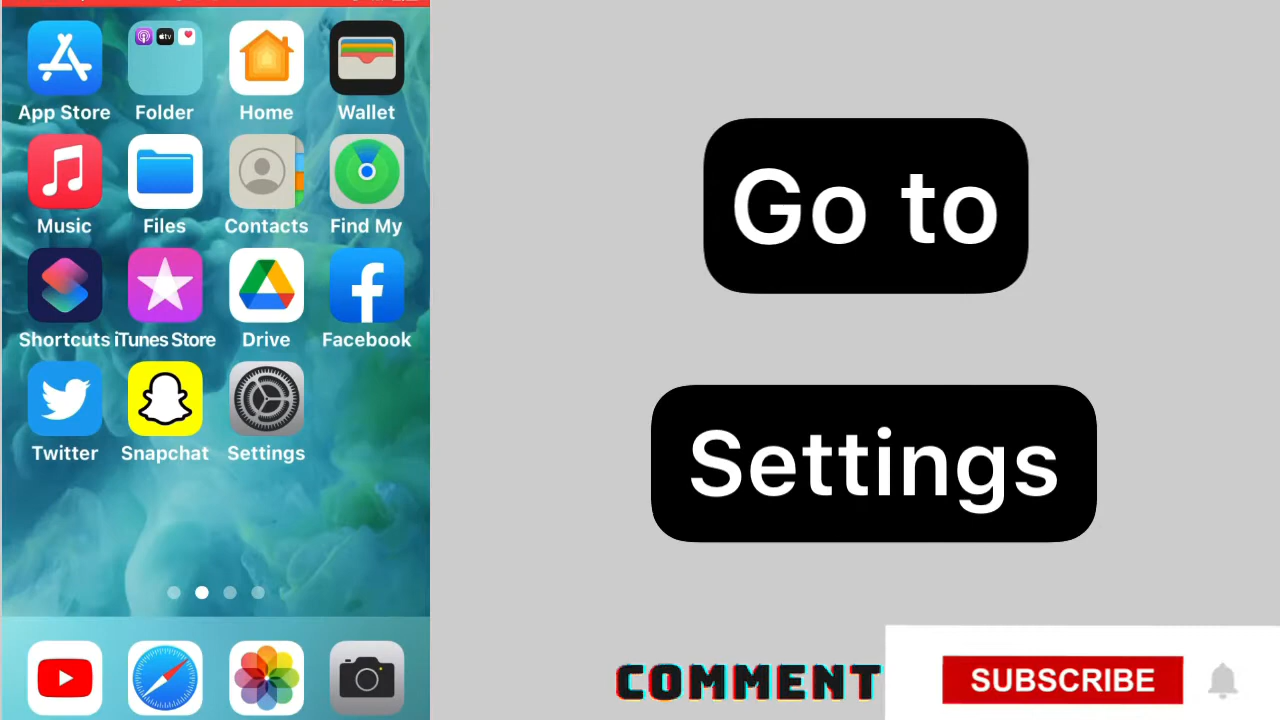 App Store Folder Home Wallet
Music Files Contacts Find My
Shortcuts iTunes Store Drive Facebook
Twitter Snapchat Settings
Go to
Settings
COMMENT
SUBSCRIBE